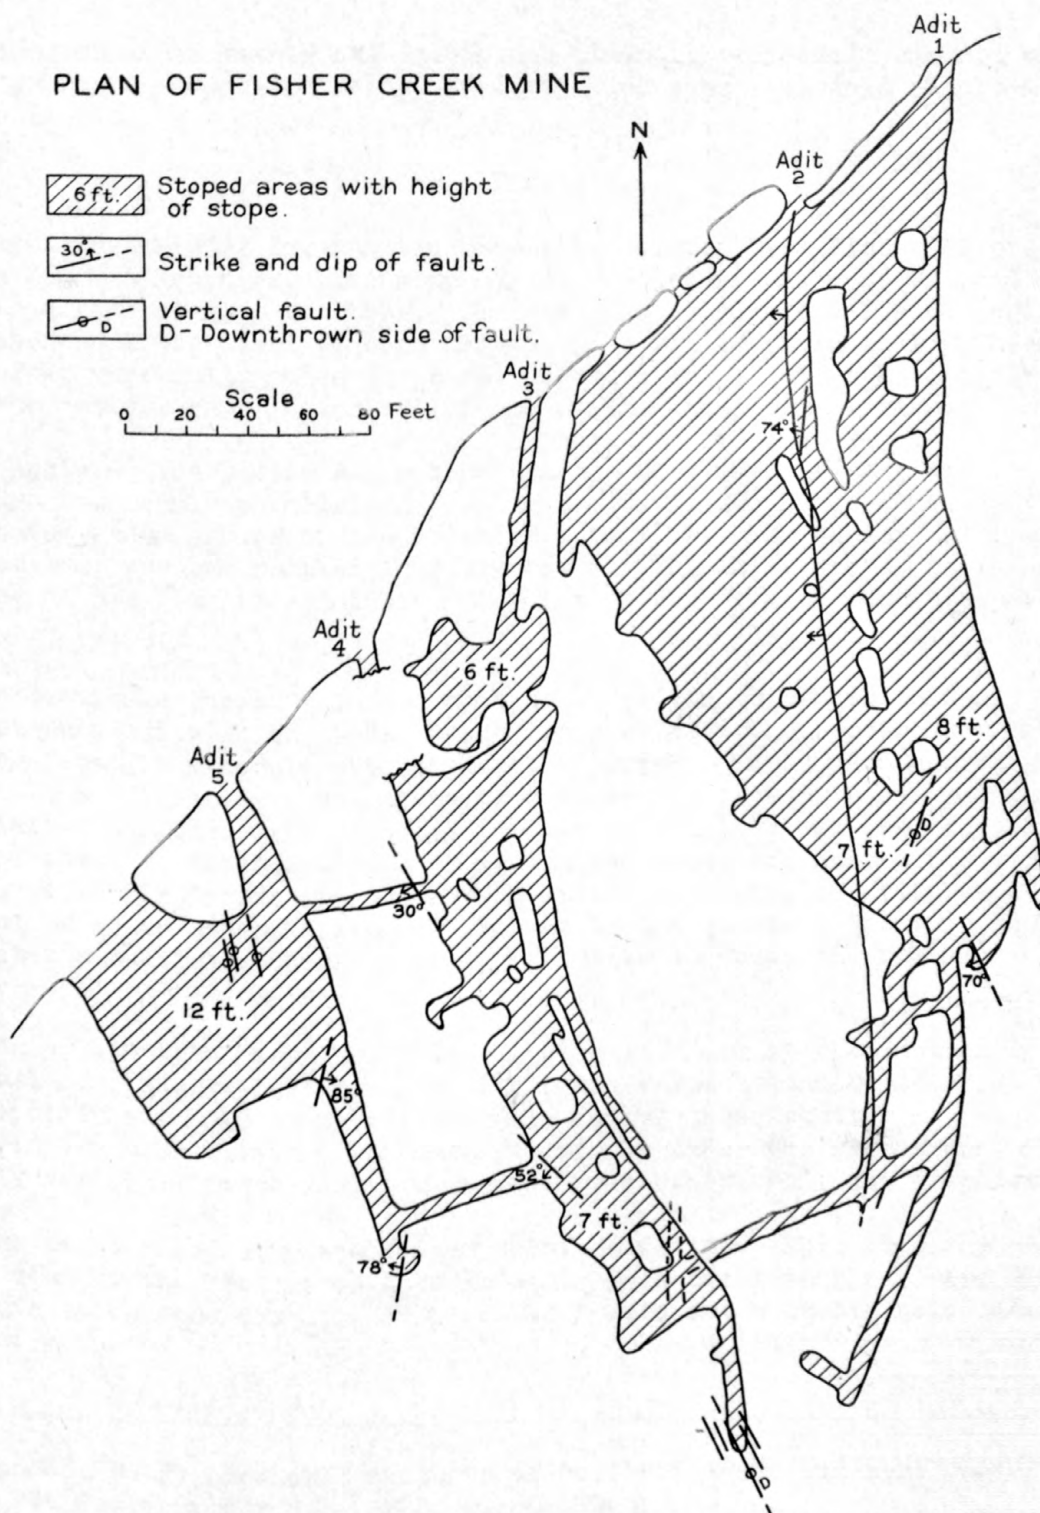 PLAN OF FISHER CREEK MINE
N
6 ft.
Stoped areas with height
of stope.
30°
Strike and dip of fault.
D
Vertical fault.
D- Downthrown side of fault.
Scale
0 20 40 60 80 Feet
Adit
1
Adit
2
Adit
3
Adit
4
Adit
5
74°
6 ft.
8 ft.
D
7 ft.
30°
70°
12 ft.
85°
52°
7 ft.
78°
D